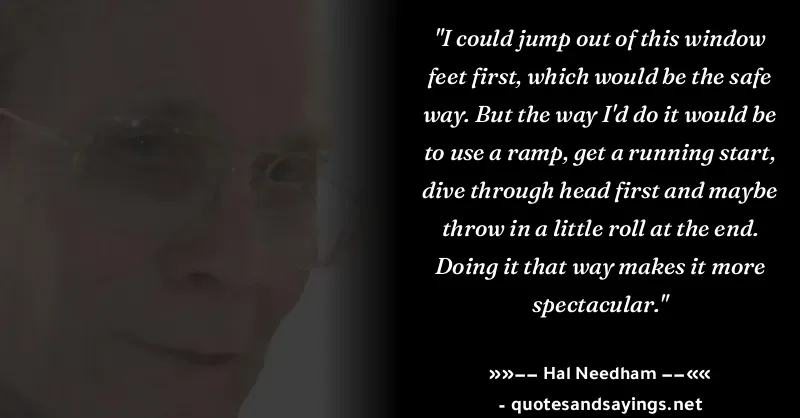 "I could jump out of this window
feet first, which would be the safe
way. But the way I'd do it would be
to use a ramp, get a running start,
dive through head first and maybe
throw in a little roll at the end.
Doing it that way makes it more
spectacular."
»»–– Hal Needham ––««
- quotesandsayings.net